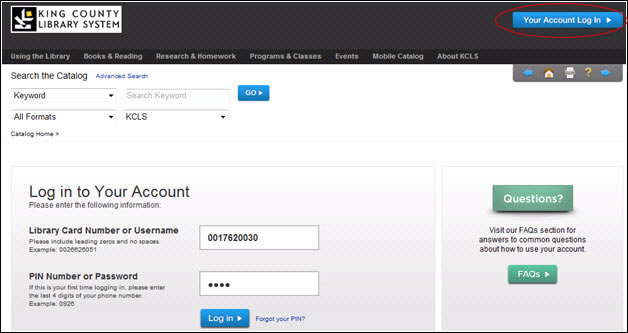 KING COUNTY
LIBRARY SYSTEM
Your Account Log In
Using the Library Books & Reading Research & Homework Programs & Classes Events Mobile Catalog About KCLS
Search the Catalog Advanced Search
Keyword Search Keyword GO
All Formats KCLS
Catalog Home >
Log in to Your Account
Please enter the following information:
Library Card Number or Username
Please include leading zeros and no spaces.
Example: 0026626051
0017620030
PIN Number or Password
If this is your first time logging in, please enter
the last 4 digits of your phone number.
Example: 0926
••••
Log in Forgot your PIN?
Questions?
Visit our FAQs section for
answers to common questions
about how to use your account.
FAQs